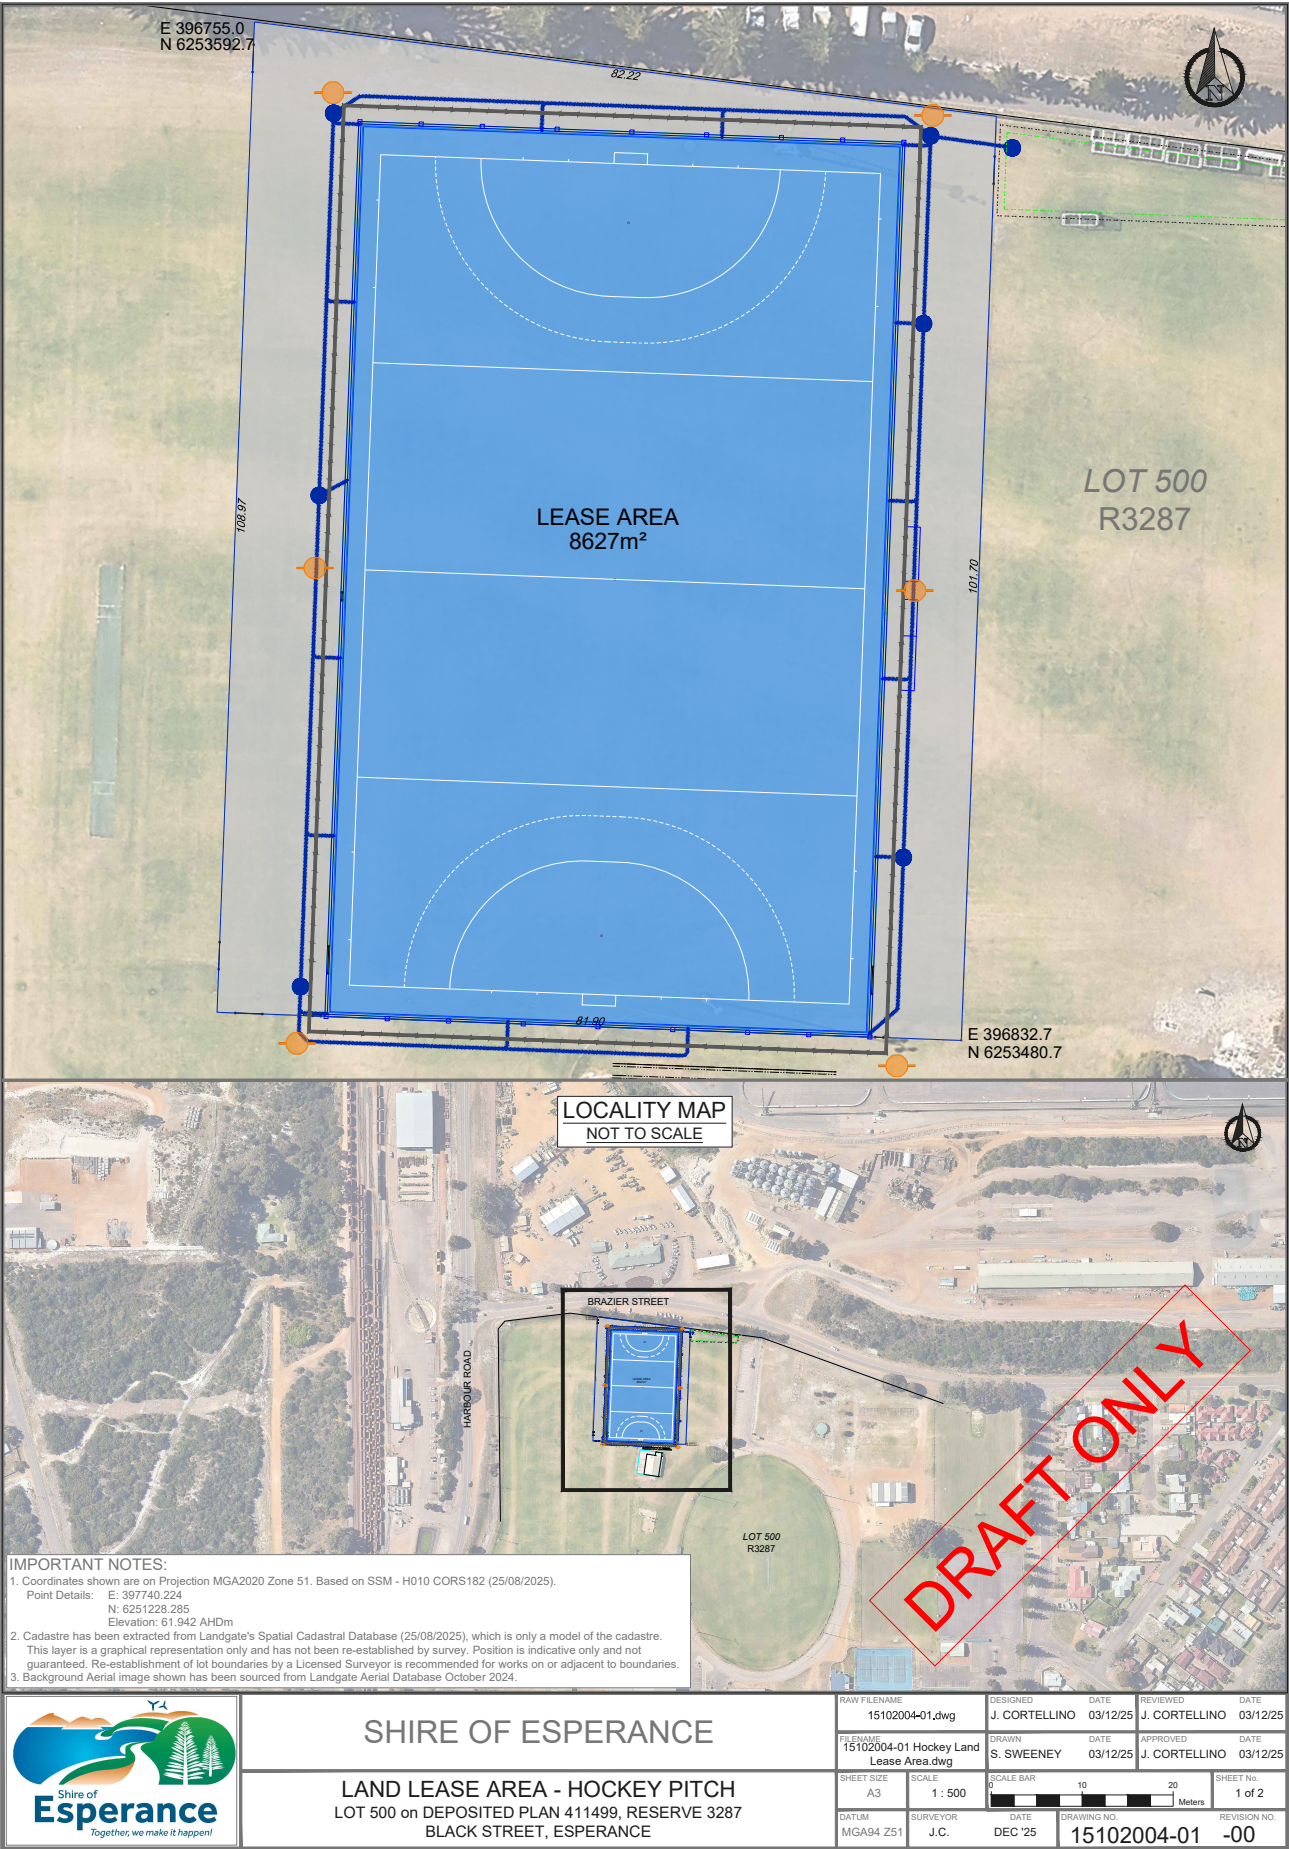 E 396755.0
N 6253592.7
82.22
N
108.97
LEASE AREA
8627m²
LOT 500
R3287
101.70
81.90
E 396832.7
N 6253480.7
LOCALITY MAP
NOT TO SCALE
N
BRAZIER STREET
HARBOUR ROAD
LOT 500
R3287
DRAFT ONLY
IMPORTANT NOTES:
1. Coordinates shown are on Projection MGA2020 Zone 51. Based on SSM - H010 CORS182 (25/08/2025).
Point Details: E: 397740.224
N: 6251228.285
Elevation: 61.942 AHDm
2. Cadastre has been extracted from Landgate's Spatial Cadastral Database (25/08/2025), which is only a model of the cadastre.
This layer is a graphical representation only and has not been re-established by survey. Position is indicative only and not
guaranteed. Re-establishment of lot boundaries by a Licensed Surveyor is recommended for works on or adjacent to boundaries.
3. Background Aerial image shown has been sourced from Landgate Aerial Database October 2024.
Shire of
Esperance
Together, we make it happen!
SHIRE OF ESPERANCE
LAND LEASE AREA - HOCKEY PITCH
LOT 500 on DEPOSITED PLAN 411499, RESERVE 3287
BLACK STREET, ESPERANCE
RAW FILENAME
15102004-01.dwg
DESIGNED DATE
J. CORTELLINO 03/12/25
REVIEWED DATE
J. CORTELLINO 03/12/25
FILENAME
15102004-01 Hockey Land
Lease Area.dwg
DRAWN DATE
S. SWEENEY 03/12/25
APPROVED DATE
J. CORTELLINO 03/12/25
SHEET SIZE
A3
SCALE
1 : 500
SCALE BAR
0 10 20
Meters
SHEET No.
1 of 2
DATUM
MGA94 Z51
SURVEYOR DATE
J.C. DEC '25
DRAWING NO. REVISION NO.
15102004-01 -00